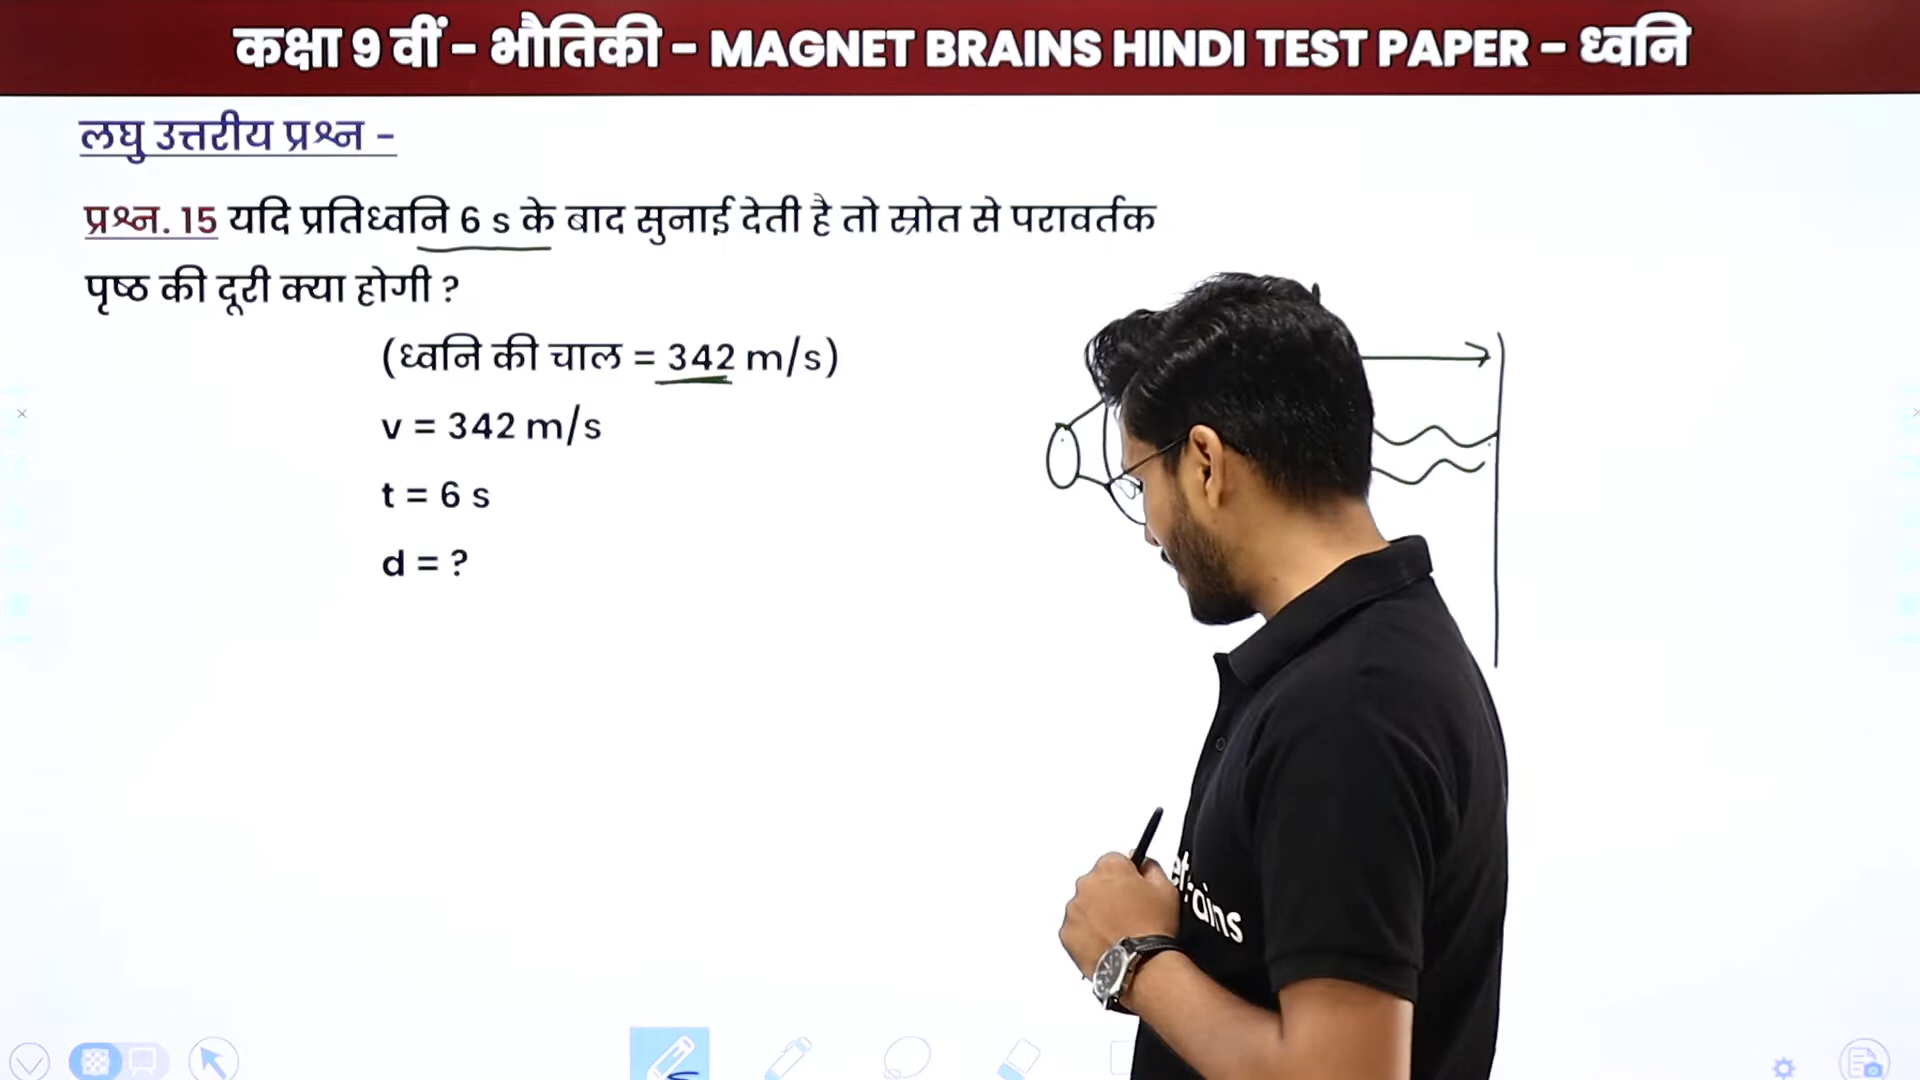 कक्षा 9 वीं – भौतिकी – MAGNET BRAINS HINDI TEST PAPER – ध्वनि
लघु उत्तरीय प्रश्न –
प्रश्न. 15 यदि प्रतिध्वनि 6 s के बाद सुनाई देती है तो स्रोत से परावर्तक
पृष्ठ की दूरी क्या होगी ?
(ध्वनि की चाल = 342 m/s)
v = 342 m/s
t = 6 s
d = ?